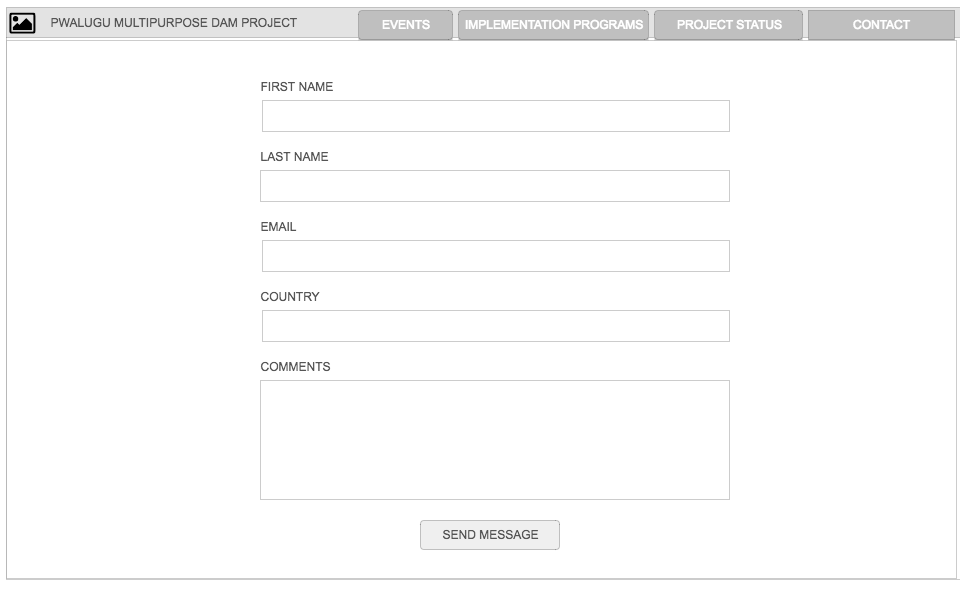 PWALUGU MULTIPURPOSE DAM PROJECT
EVENTS
IMPLEMENTATION PROGRAMS
PROJECT STATUS
CONTACT
FIRST NAME
LAST NAME
EMAIL
COUNTRY
COMMENTS
SEND MESSAGE